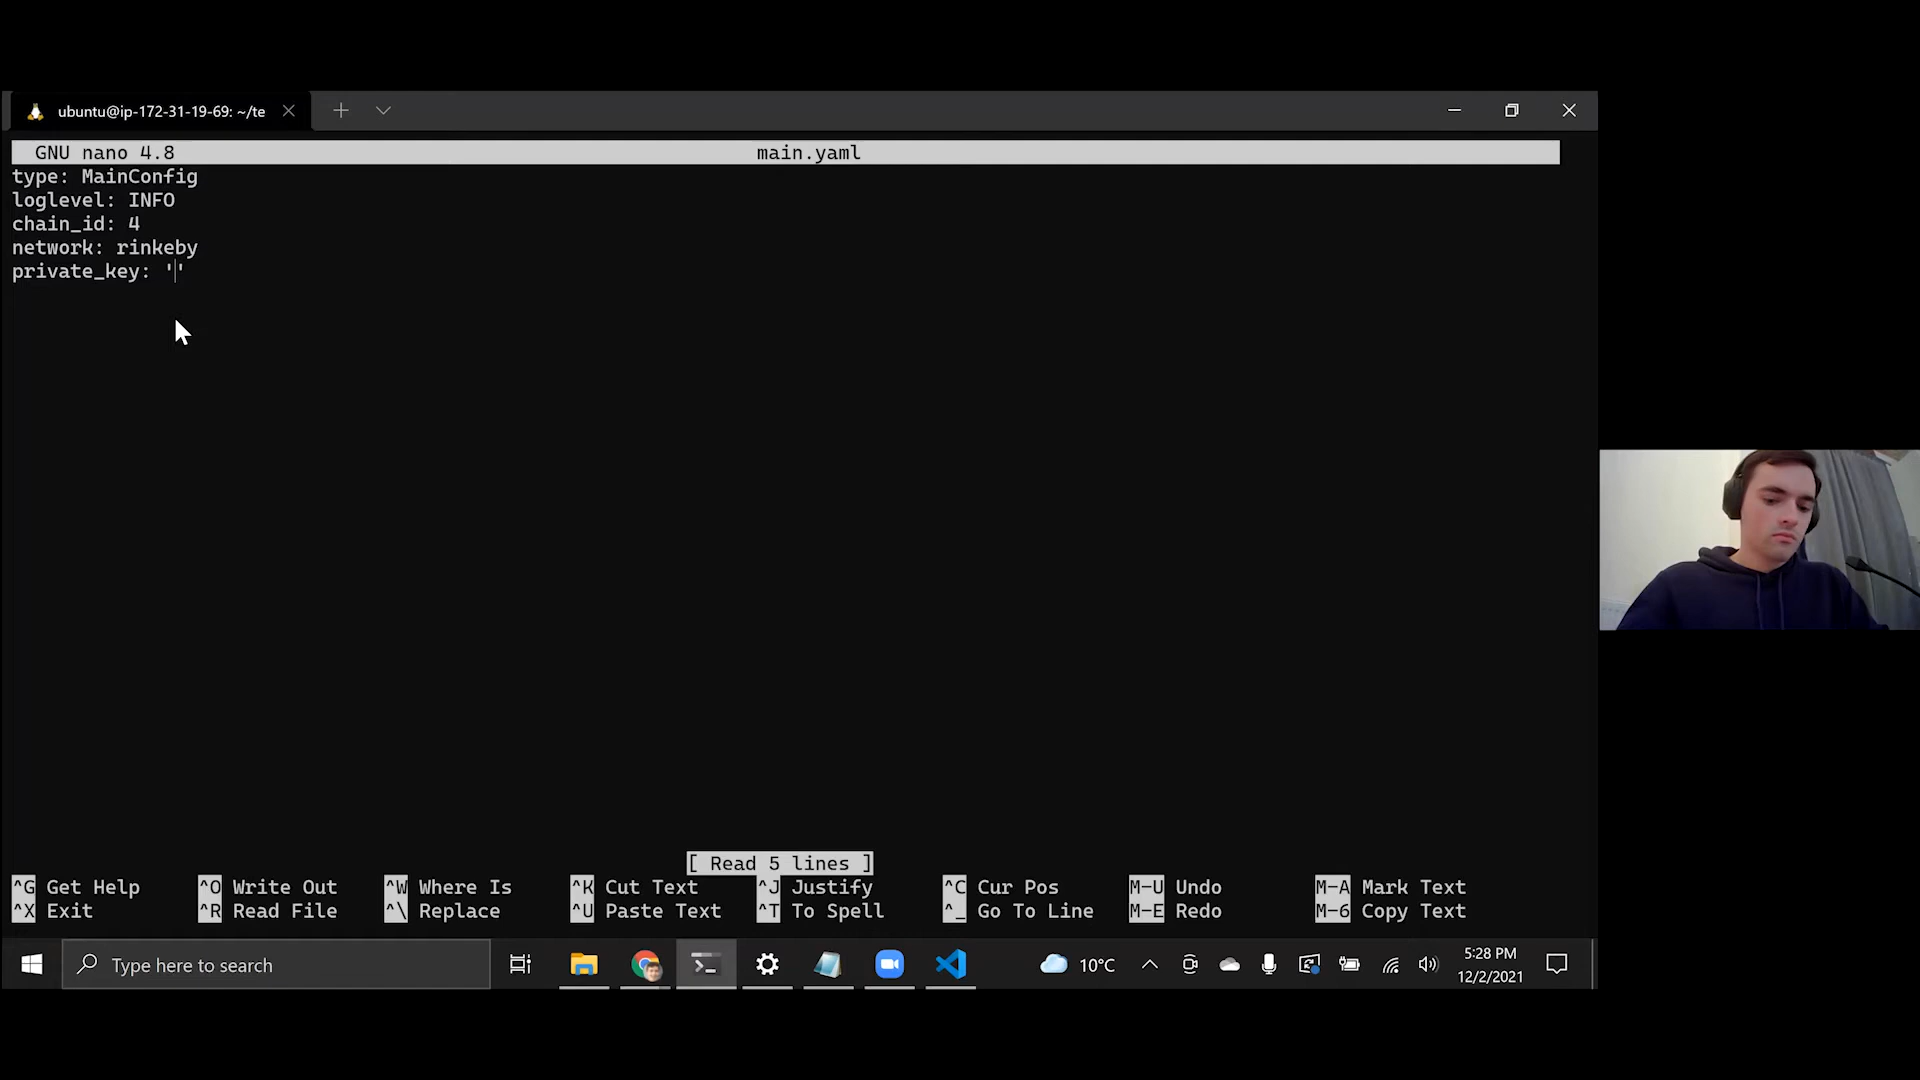 ubuntu@ip-172-31-19-69: ~/te
GNU nano 4.8 main.yaml
type: MainConfig
loglevel: INFO
chain_id: 4
network: rinkeby
private_key: ''
[ Read 5 lines ]
^G Get Help ^O Write Out ^W Where Is ^K Cut Text ^J Justify ^C Cur Pos M-U Undo M-A Mark Text
^X Exit ^R Read File ^\ Replace ^U Paste Text ^T To Spell ^_ Go To Line M-E Redo M-6 Copy Text
Type here to search 10°C 5:28 PM
12/2/2021